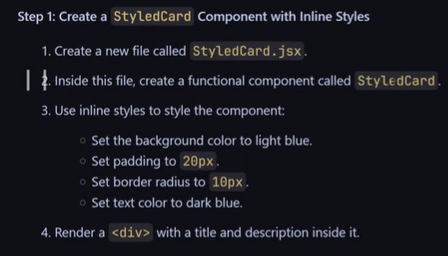 Step 1: Create a StyledCard Component with Inline Styles
1. Create a new file called StyledCard.jsx.
2. Inside this file, create a functional component called StyledCard.
3. Use inline styles to style the component:
○ Set the background color to light blue.
○ Set padding to 20px.
○ Set border radius to 10px.
○ Set text color to dark blue.
4. Render a <div> with a title and description inside it.